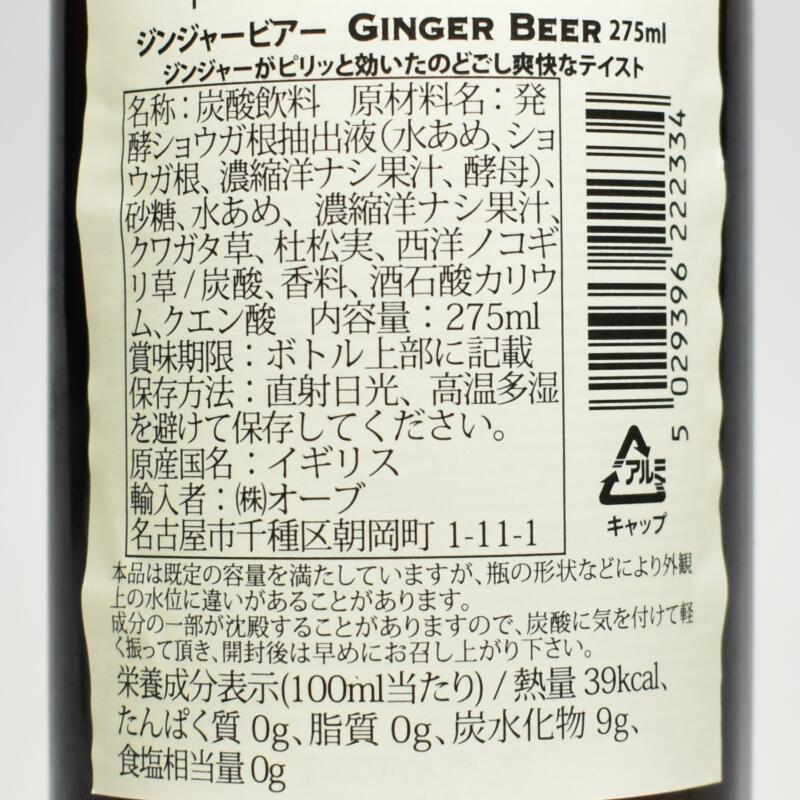 ジンジャービアー GINGER BEER 275ml
ジンジャーがピリッと効いたのどごし爽快なテイスト
名称：炭酸飲料 原材料名：発
酵ショウガ根抽出液（水あめ、ショ
ウガ根、濃縮洋ナシ果汁、酵母）、
砂糖、水あめ、濃縮洋ナシ果汁、
クワガタ草、杜松実、西洋ノコギ
リ草/炭酸、香料、酒石酸カリウ
ム、クエン酸 内容量：275ml
賞味期限：ボトル上部に記載
保存方法：直射日光、高温多湿
を避けて保存してください。
原産国名：イギリス
輸入者：㈱オーブ
名古屋市千種区朝岡町 1-11-1
5 029396 222334
アルミ
キャップ
本品は既定の容量を満たしていますが、瓶の形状などにより外観
上の水位に違いがあることがあります。
成分の一部が沈殿することがありますので、炭酸に気を付けて軽
く振って頂き、開封後は早めにお召し上がり下さい。
栄養成分表示(100ml当たり) / 熱量 39kcal、
たんぱく質 0g、脂質 0g、炭水化物 9g、
食塩相当量 0g